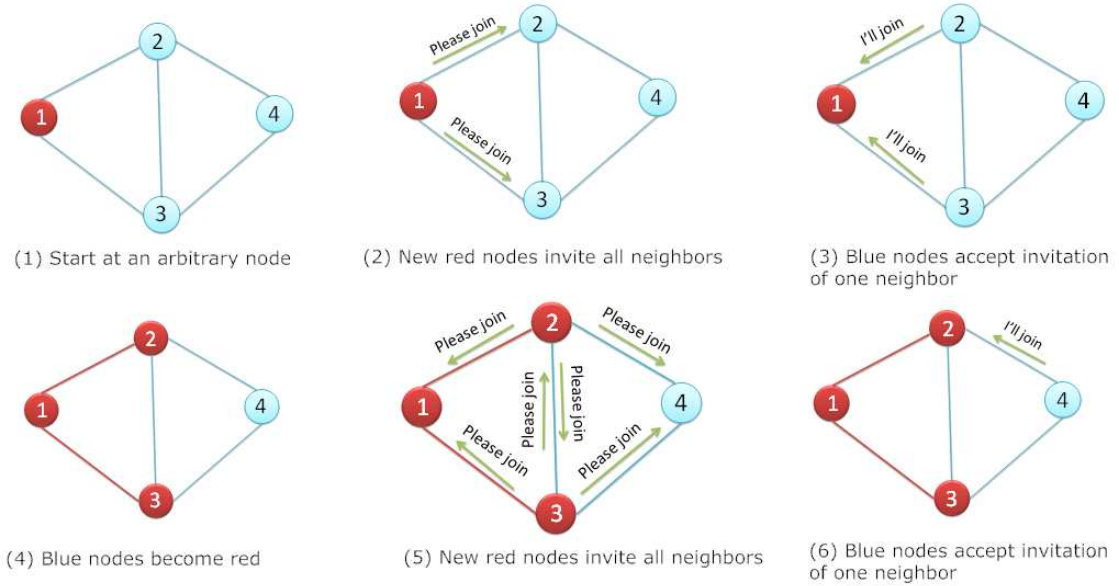 2
1
4
3
(1) Start at an arbitrary node
Please join
2
1
4
Please join
3
(2) New red nodes invite all neighbors
I'll join
2
1
4
I'll join
3
(3) Blue nodes accept invitation
of one neighbor
2
1
4
3
(4) Blue nodes become red
Please join
2
Please join
1
Please join
Please join
4
Please join
Please join
3
(5) New red nodes invite all neighbors
2
I'll join
1
4
3
(6) Blue nodes accept invitation
of one neighbor